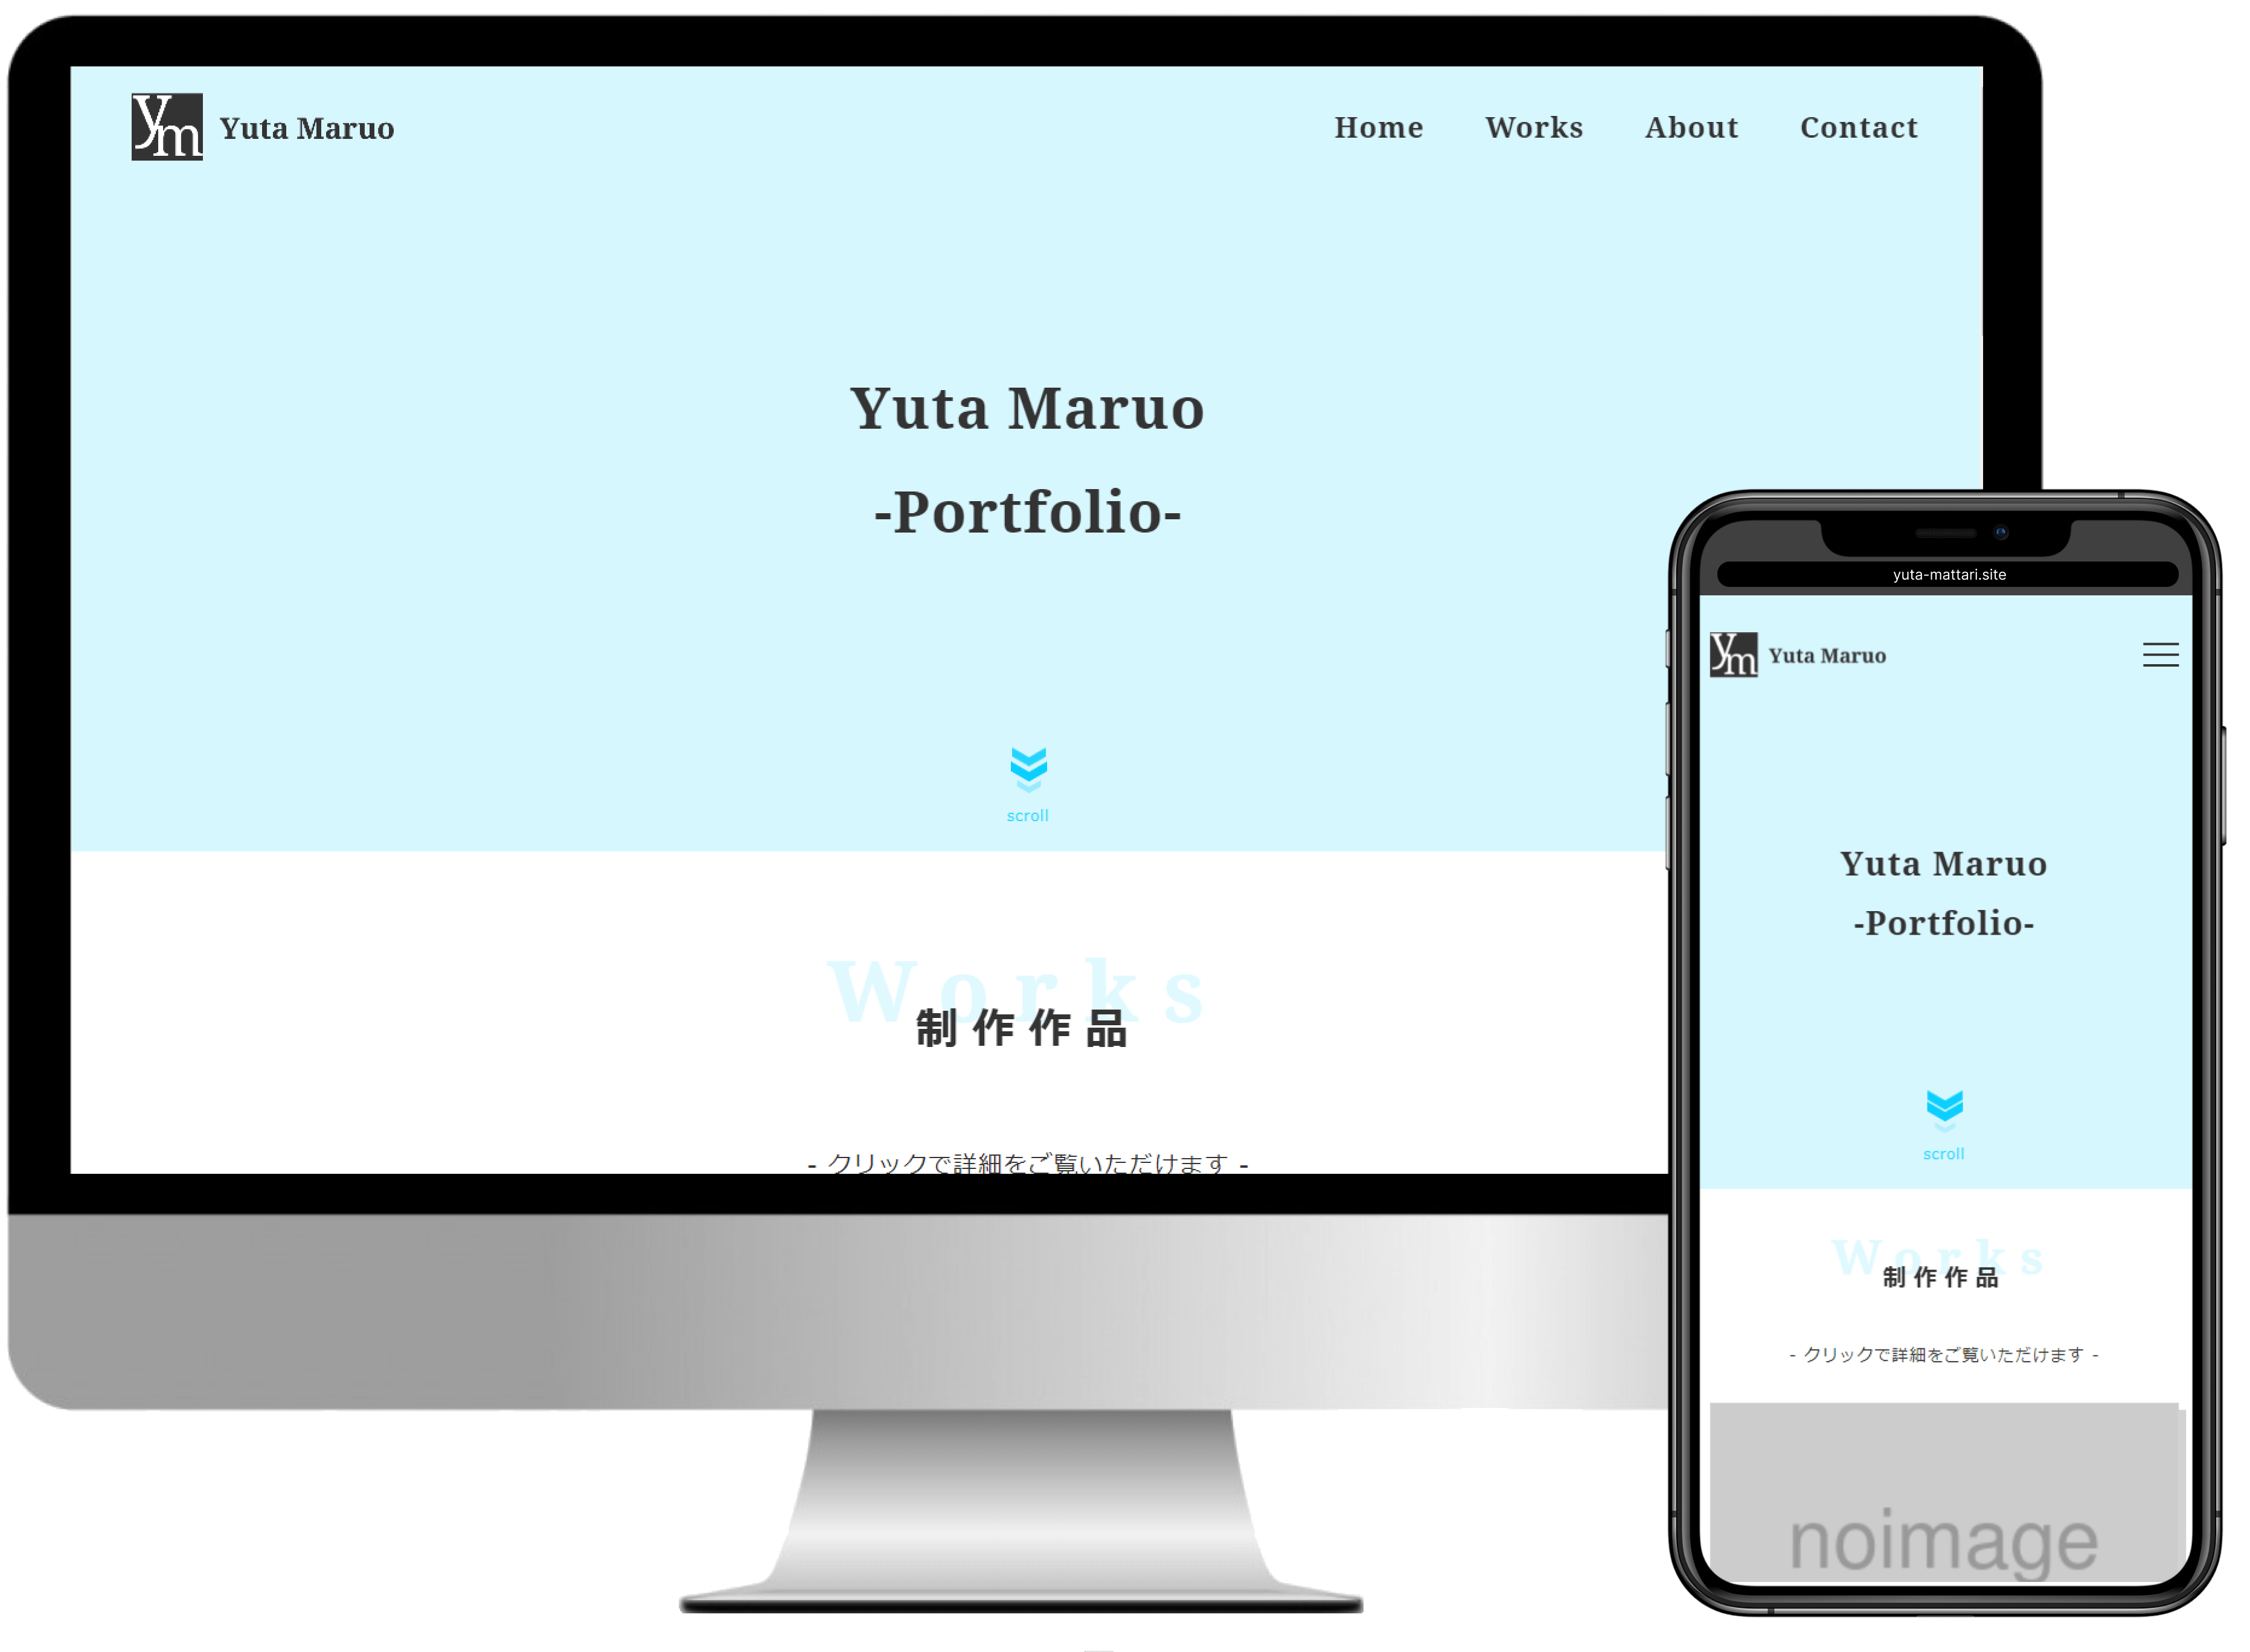 ym Yuta Maruo
Home Works About Contact
Yuta Maruo
-Portfolio-
scroll
Works
制作作品
- クリックで詳細をご覧いただけます -
yuta-mattari.site
ym Yuta Maruo
Yuta Maruo
-Portfolio-
scroll
Works
制作作品
- クリックで詳細をご覧いただけます -
noimage